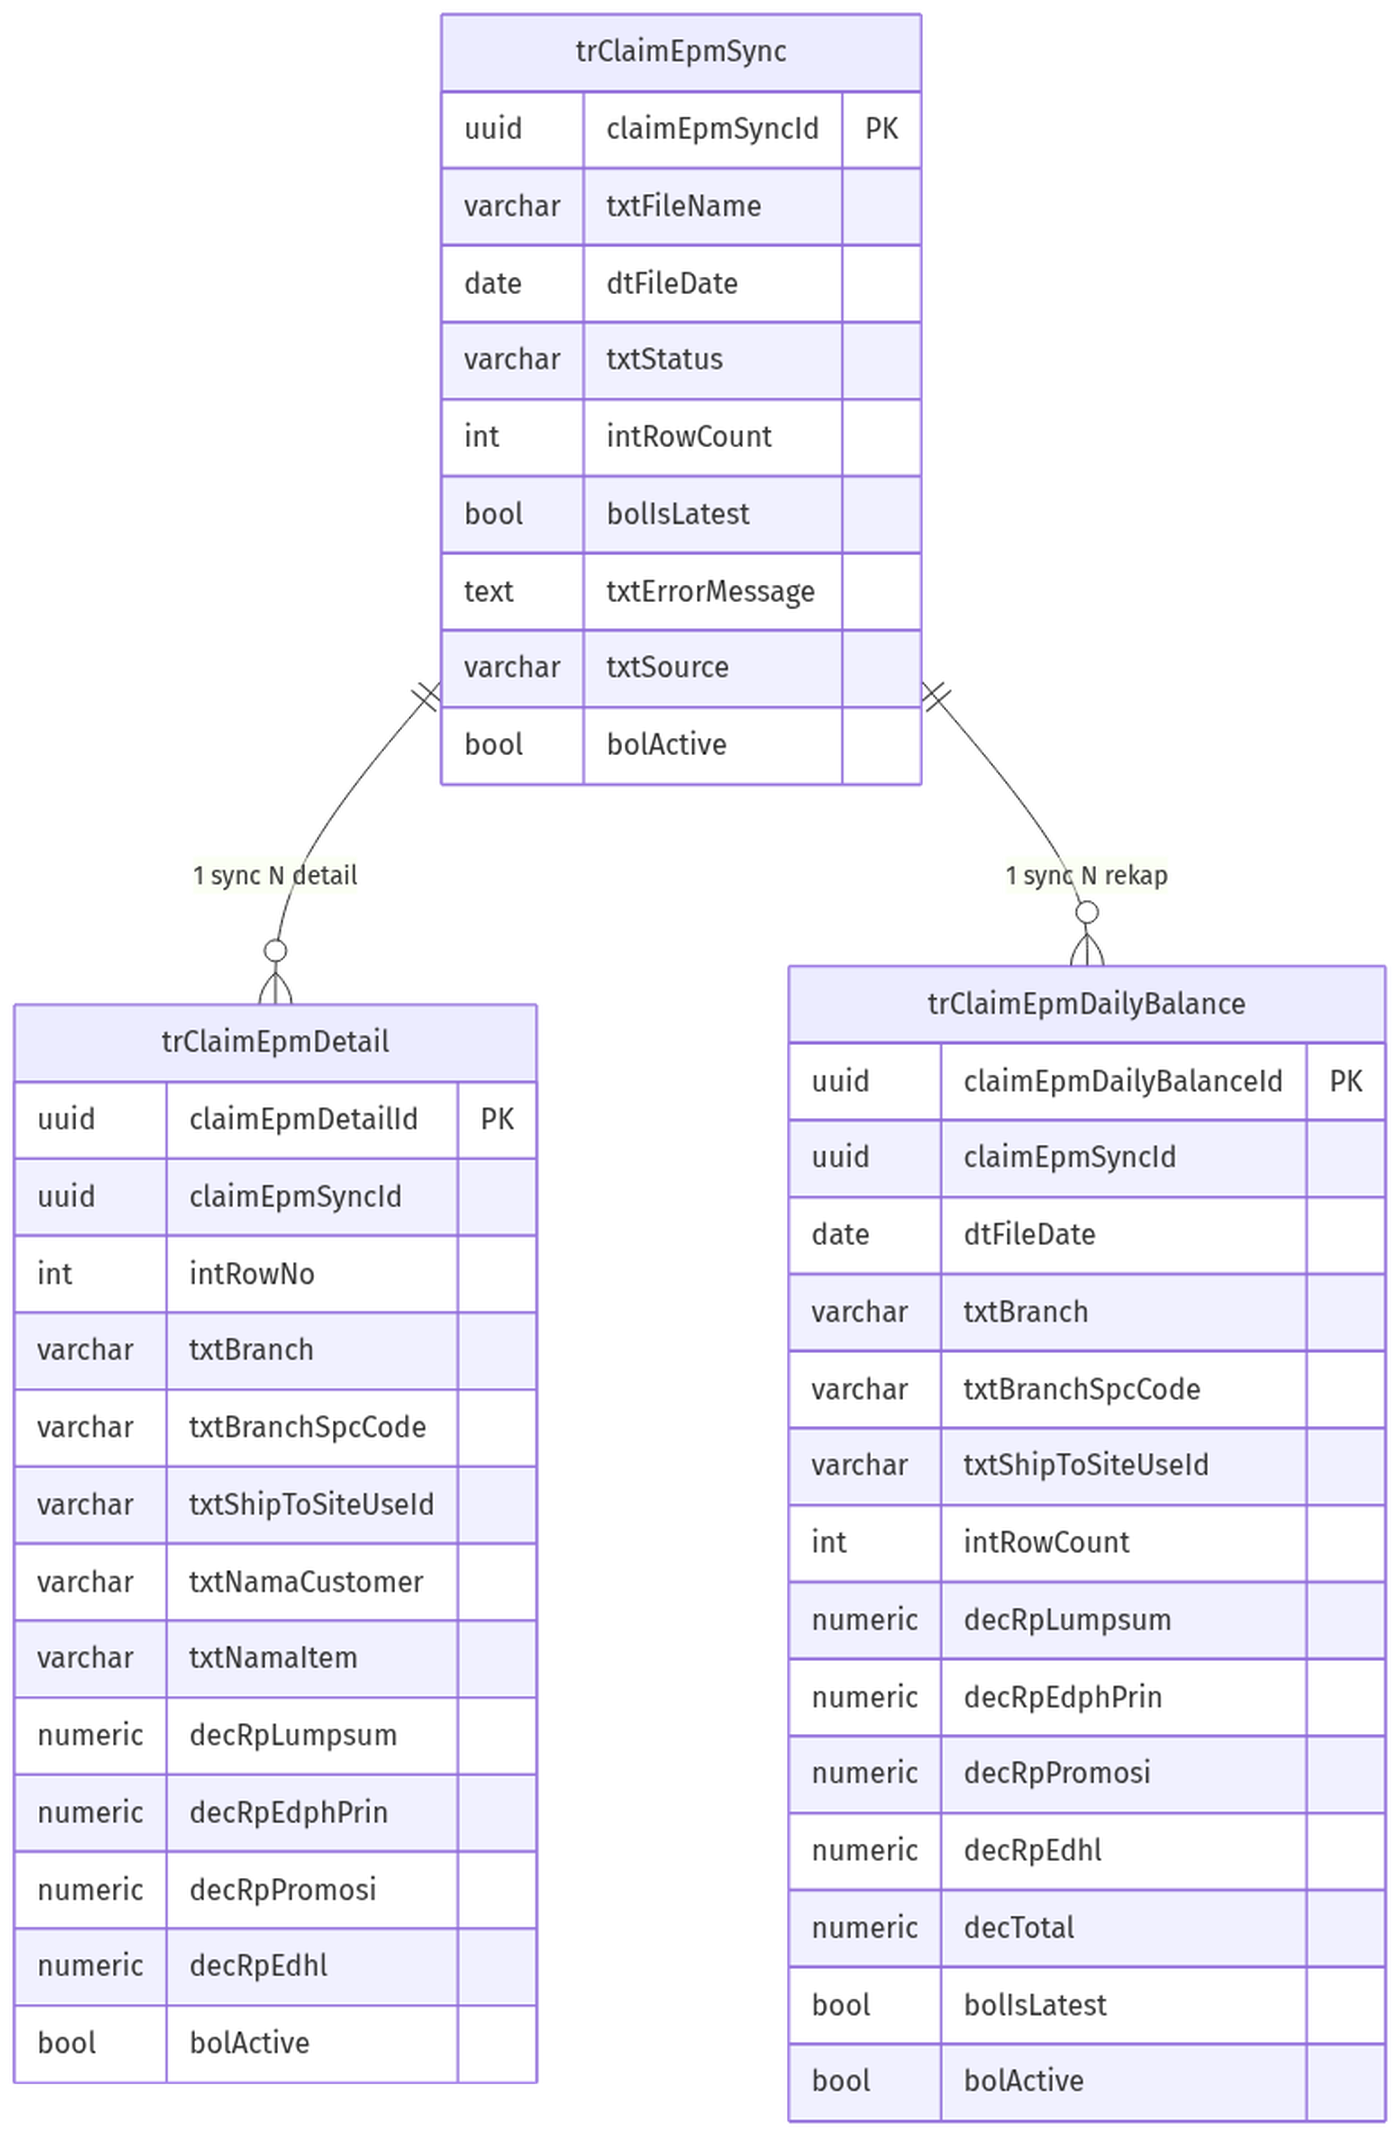 trClaimEpmSync
uuid claimEpmSyncId PK
varchar txtFileName
date dtFileDate
varchar txtStatus
int intRowCount
bool bolIsLatest
text txtErrorMessage
varchar txtSource
bool bolActive
1 sync N detail
1 sync N rekap
trClaimEpmDetail
uuid claimEpmDetailId PK
uuid claimEpmSyncId
int intRowNo
varchar txtBranch
varchar txtBranchSpcCode
varchar txtShipToSiteUseId
varchar txtNamaCustomer
varchar txtNamaItem
numeric decRpLumpsum
numeric decRpEdphPrin
numeric decRpPromosi
numeric decRpEdhl
bool bolActive
trClaimEpmDailyBalance
uuid claimEpmDailyBalanceId PK
uuid claimEpmSyncId
date dtFileDate
varchar txtBranch
varchar txtBranchSpcCode
varchar txtShipToSiteUseId
int intRowCount
numeric decRpLumpsum
numeric decRpEdphPrin
numeric decRpPromosi
numeric decRpEdhl
numeric decTotal
bool bolIsLatest
bool bolActive